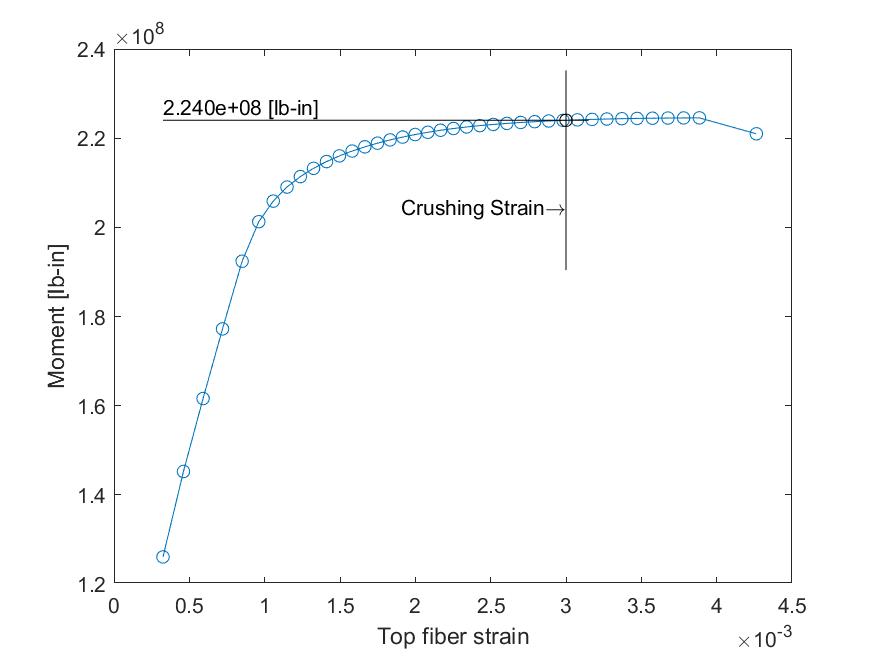 ×10⁸
2.4
2.2
2
1.8
1.6
1.4
1.2
Moment [lb-in]
2.240e+08 [lb-in]
Crushing Strain→
0 0.5 1 1.5 2 2.5 3 3.5 4 4.5
Top fiber strain
×10⁻³